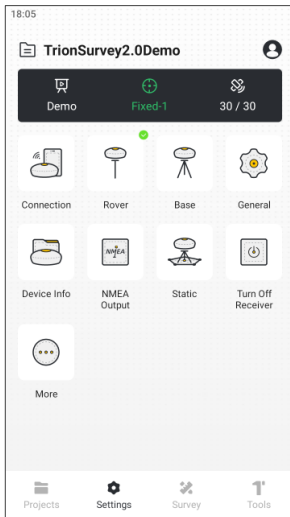 18:05
TrionSurvey2.0Demo
Demo
Fixed-1
30 / 30
Connection
Rover
Base
General
Device Info
NMEA
NMEA
Output
Static
Turn Off
Receiver
More
Projects
Settings
Survey
Tools